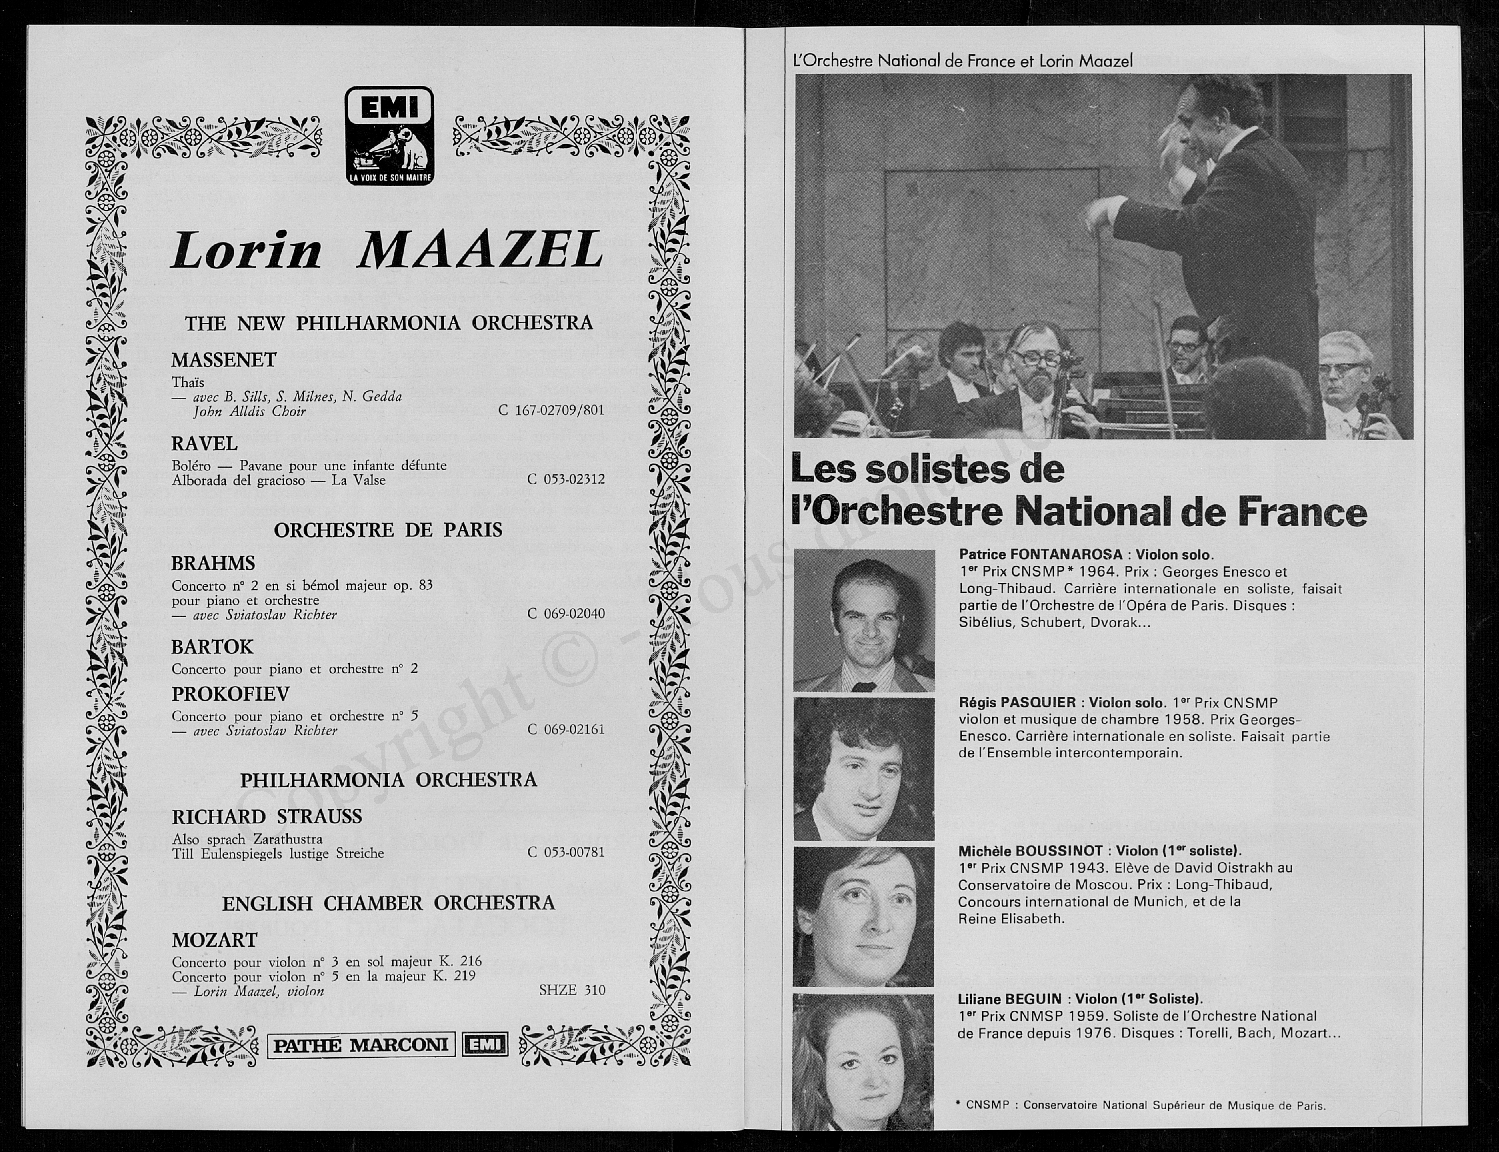 EMI
LA VOIX DE SON MAITRE
Lorin MAAZEL
THE NEW PHILHARMONIA ORCHESTRA
MASSENET
Thaïs
— avec B. Sills, S. Milnes, N. Gedda
John Alldis Choir C 167-02709/801
RAVEL
Boléro — Pavane pour une infante défunte
Alborada del gracioso — La Valse C 053-02312
ORCHESTRE DE PARIS
BRAHMS
Concerto n° 2 en si bémol majeur op. 83
pour piano et orchestre
— avec Sviatoslav Richter C 069-02040
BARTOK
Concerto pour piano et orchestre n° 2
PROKOFIEV
Concerto pour piano et orchestre n° 5
— avec Sviatoslav Richter C 069-02161
PHILHARMONIA ORCHESTRA
RICHARD STRAUSS
Also sprach Zarathustra
Till Eulenspiegels lustige Streiche C 053-00781
ENGLISH CHAMBER ORCHESTRA
MOZART
Concerto pour violon n° 3 en sol majeur K. 216
Concerto pour violon n° 5 en la majeur K. 219
— Lorin Maazel, violon SHZE 310
PATHE MARCONI EMI
L'Orchestre National de France et Lorin Maazel
Les solistes de
l'Orchestre National de France
Patrice FONTANAROSA : Violon solo.
1er Prix CNSMP* 1964. Prix : Georges Enesco et
Long-Thibaud. Carrière internationale en soliste, faisait
partie de l'Orchestre de l'Opéra de Paris. Disques :
Sibélius, Schubert, Dvorak...
Régis PASQUIER : Violon solo. 1er Prix CNSMP
violon et musique de chambre 1958. Prix Georges-
Enesco. Carrière internationale en soliste. Faisait partie
de l'Ensemble intercontemporain.
Michèle BOUSSINOT : Violon (1er soliste).
1er Prix CNSMP 1943. Elève de David Oistrakh au
Conservatoire de Moscou. Prix : Long-Thibaud,
Concours international de Munich, et de la
Reine Elisabeth.
Liliane BEGUIN : Violon (1er Soliste).
1er Prix CNMSP 1959. Soliste de l'Orchestre National
de France depuis 1976. Disques : Torelli, Bach, Mozart...
* CNSMP : Conservatoire National Supérieur de Musique de Paris.
Copyright © -